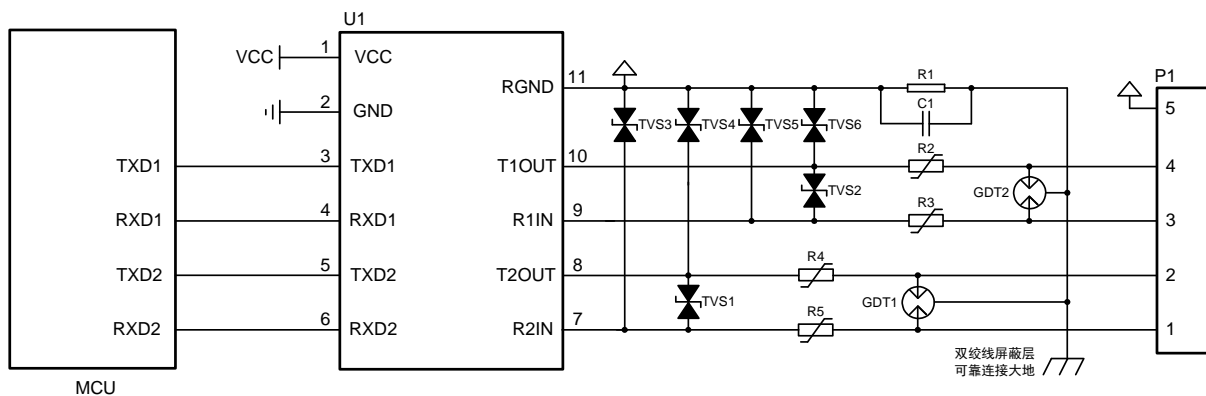 U1
P1
VCC
1
VCC
RGND
11
R1
C1
5
2
GND
TVS3
TVS4
TVS5
TVS6
TXD1
3
TXD1
T1OUT
10
R2
4
TVS2
GDT2
RXD1
4
RXD1
R1IN
9
R3
3
TXD2
5
TXD2
T2OUT
8
R4
2
TVS1
GDT1
RXD2
6
RXD2
R2IN
7
R5
1
双绞线屏蔽层
可靠连接大地
MCU